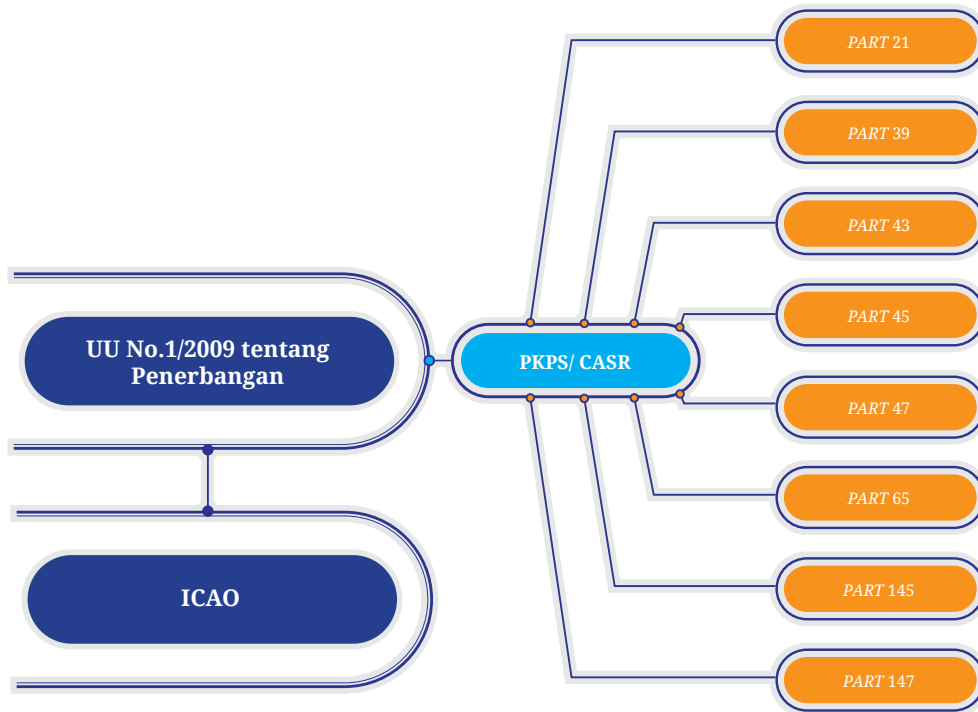 UU No.1/2009 tentang
Penerbangan
ICAO
PKPS/ CASR
PART 21
PART 39
PART 43
PART 45
PART 47
PART 65
PART 145
PART 147